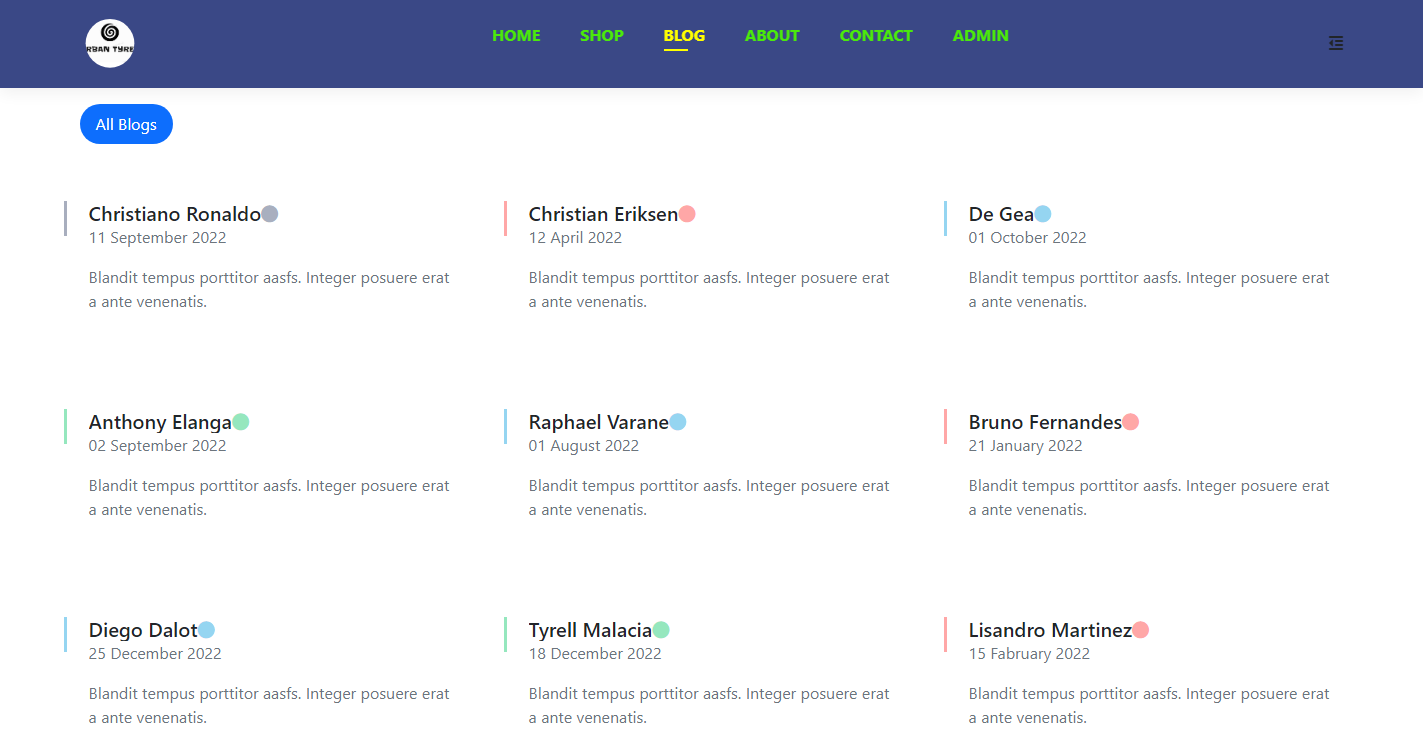 RBAN TYRE
HOME SHOP BLOG ABOUT CONTACT ADMIN
All Blogs
Christiano Ronaldo
11 September 2022
Blandit tempus porttitor aasfs. Integer posuere erat
a ante venenatis.
Christian Eriksen
12 April 2022
Blandit tempus porttitor aasfs. Integer posuere erat
a ante venenatis.
De Gea
01 October 2022
Blandit tempus porttitor aasfs. Integer posuere erat
a ante venenatis.
Anthony Elanga
02 September 2022
Blandit tempus porttitor aasfs. Integer posuere erat
a ante venenatis.
Raphael Varane
01 August 2022
Blandit tempus porttitor aasfs. Integer posuere erat
a ante venenatis.
Bruno Fernandes
21 January 2022
Blandit tempus porttitor aasfs. Integer posuere erat
a ante venenatis.
Diego Dalot
25 December 2022
Blandit tempus porttitor aasfs. Integer posuere erat
a ante venenatis.
Tyrell Malacia
18 December 2022
Blandit tempus porttitor aasfs. Integer posuere erat
a ante venenatis.
Lisandro Martinez
15 Fabruary 2022
Blandit tempus porttitor aasfs. Integer posuere erat
a ante venenatis.